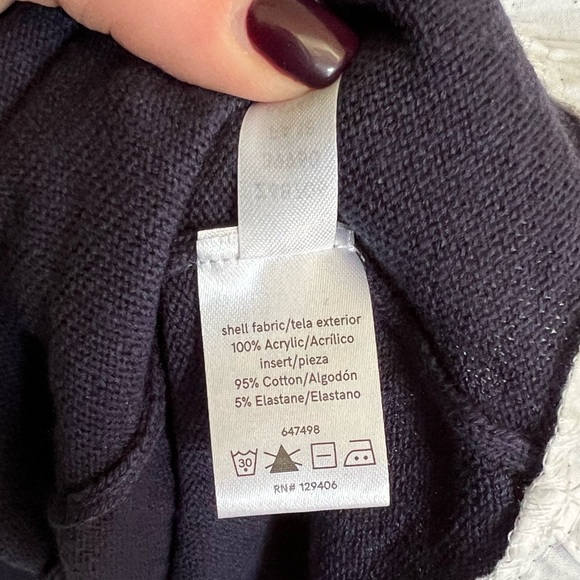 shell fabric/tela exterior
100% Acrylic/Acrílico
insert/pieza
95% Cotton/Algodón
5% Elastane/Elastano
647498
30
RN# 129406